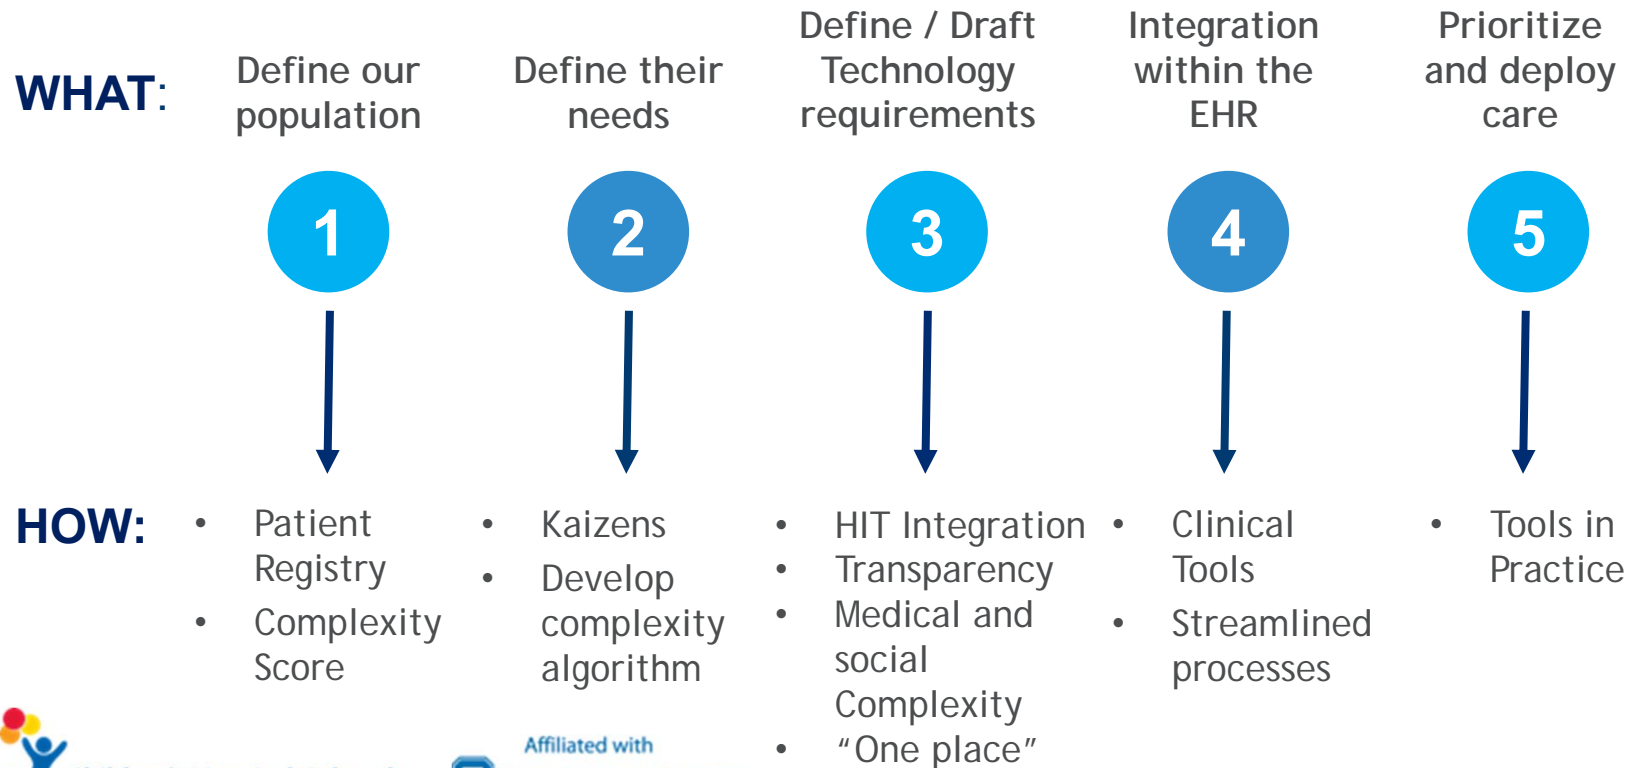 WHAT:
Define our
population
Define their
needs
Define / Draft
Technology
requirements
Integration
within the
EHR
Prioritize
and deploy
care
1
2
3
4
5
HOW:
• Patient
Registry
• Complexity
Score
• Kaizens
• Develop
complexity
algorithm
• HIT Integration
• Transparency
• Medical and
social
Complexity
• “One place”
• Clinical
Tools
• Streamlined
processes
• Tools in
Practice
Affiliated with